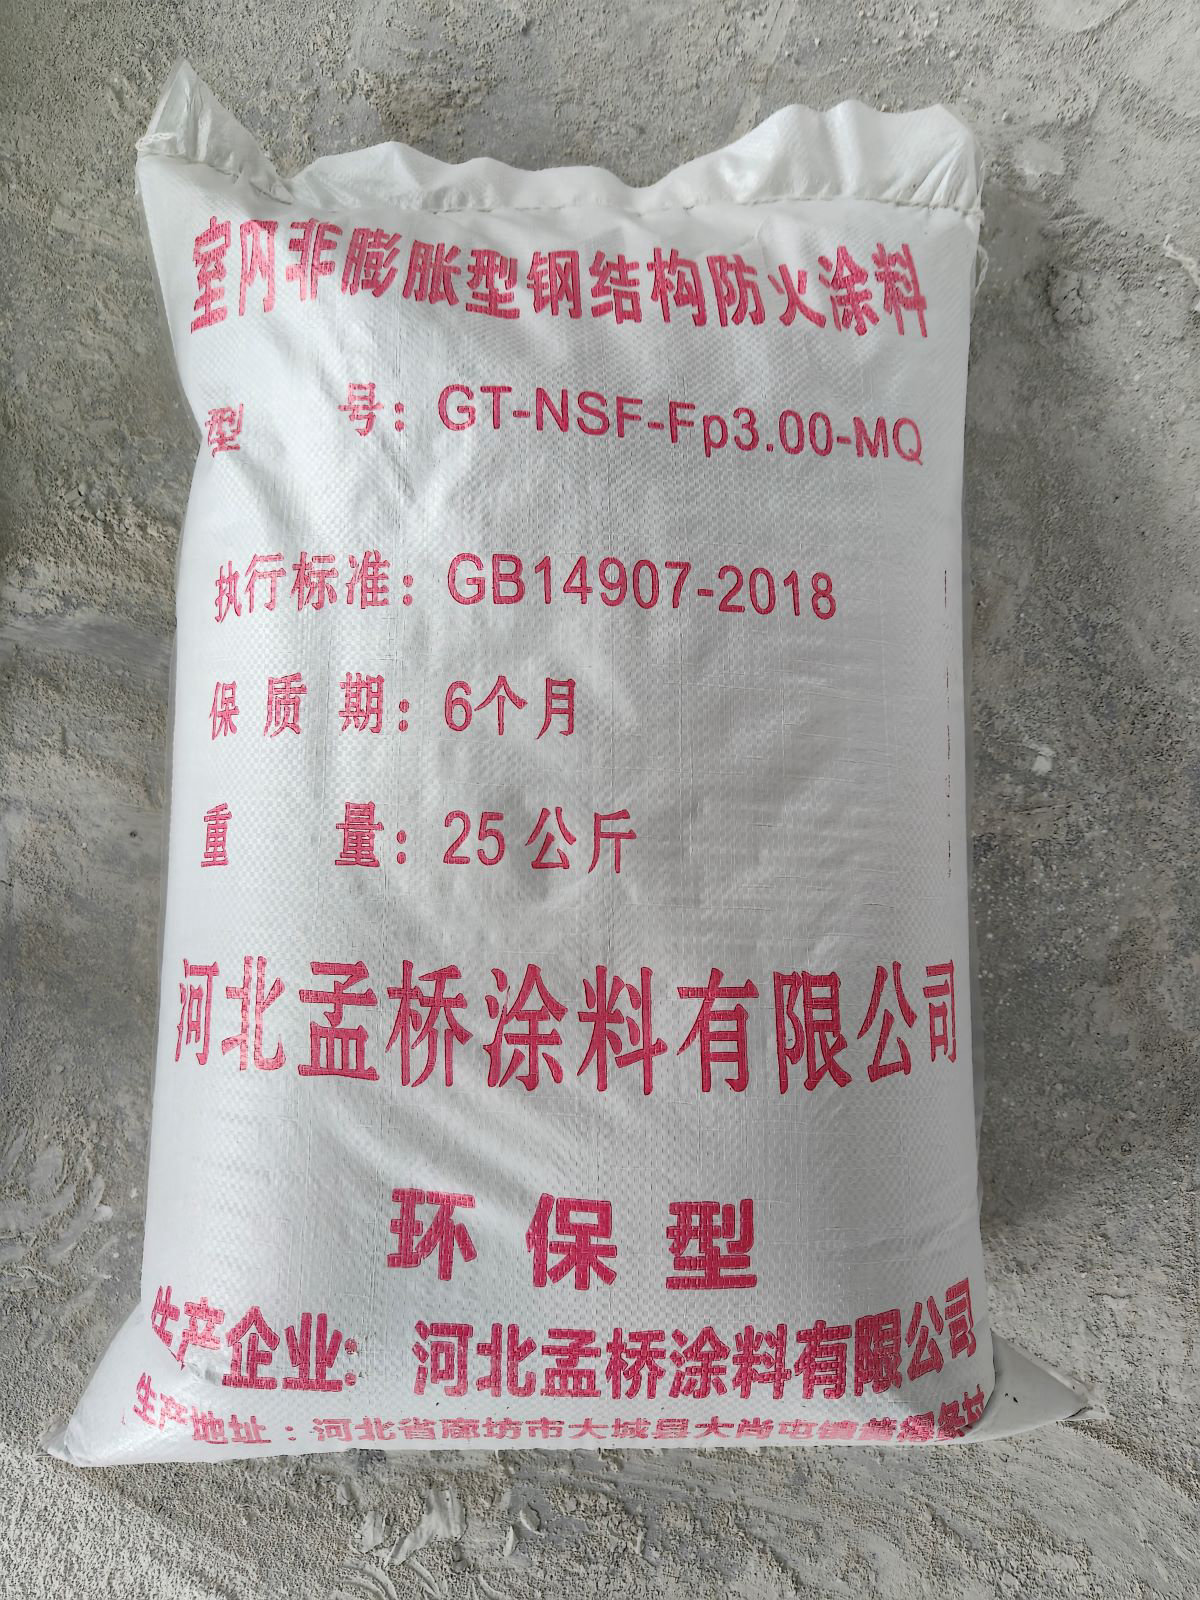 室内非膨胀型钢结构防火涂料
型 号：GT-NSF-Fp3.00-MQ
执行标准：GB14907-2018
保 质 期：6个月
重 量：25公斤
河北孟桥涂料有限公司
环保型
生产企业：河北孟桥涂料有限公司
生产地址：河北省廊坊市大城县大尚屯镇